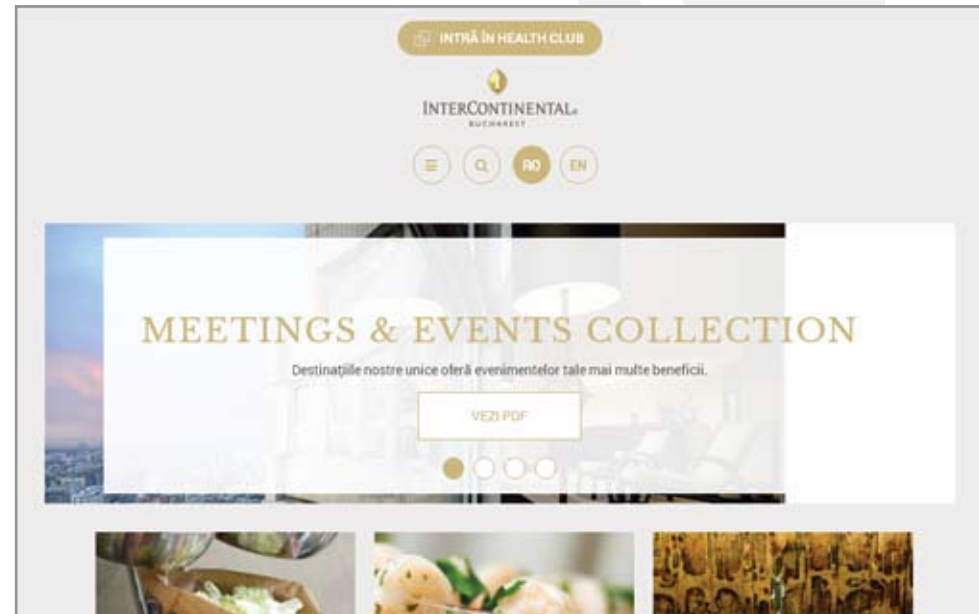 INTRĂ ÎN HEALTH CLUB
INTERCONTINENTAL®
BUCHAREST
RO EN
MEETINGS & EVENTS COLLECTION
Destinațiile nostre unice oferă evenimentelor tale mai multe beneficii.
VEZI PDF